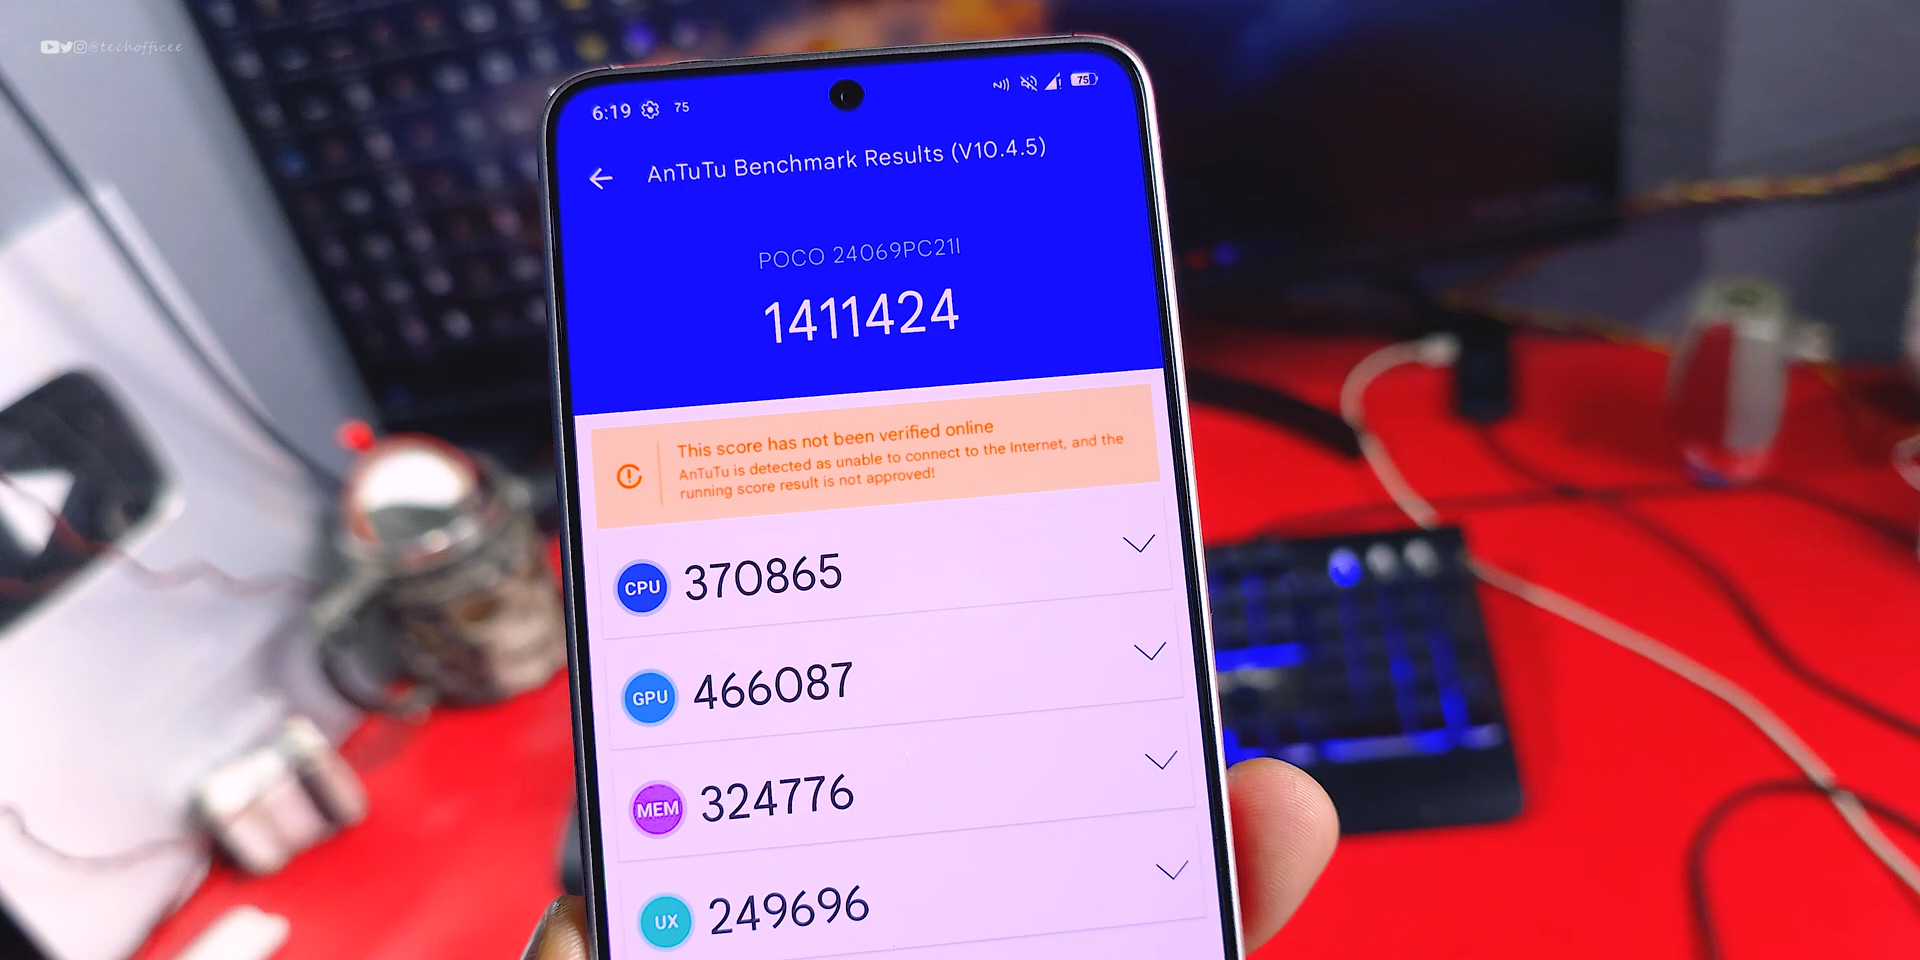 @techofficee
6:19 75
75
AnTuTu Benchmark Results (V10.4.5)
POCO 24069PC21I
1411424
This score has not been verified online
AnTuTu is detected as unable to connect to the Internet, and the
running score result is not approved!
CPU 370865
GPU 466087
MEM 324776
UX 249696